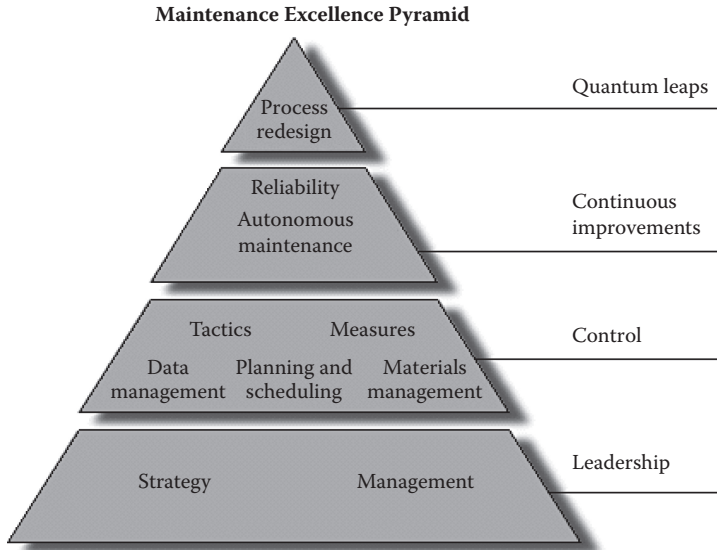 Maintenance Excellence Pyramid
Quantum leaps
Process
redesign
Reliability
Autonomous
maintenance
Continuous
improvements
Tactics Measures
Control
Data Planning and Materials
management scheduling management
Leadership
Strategy Management